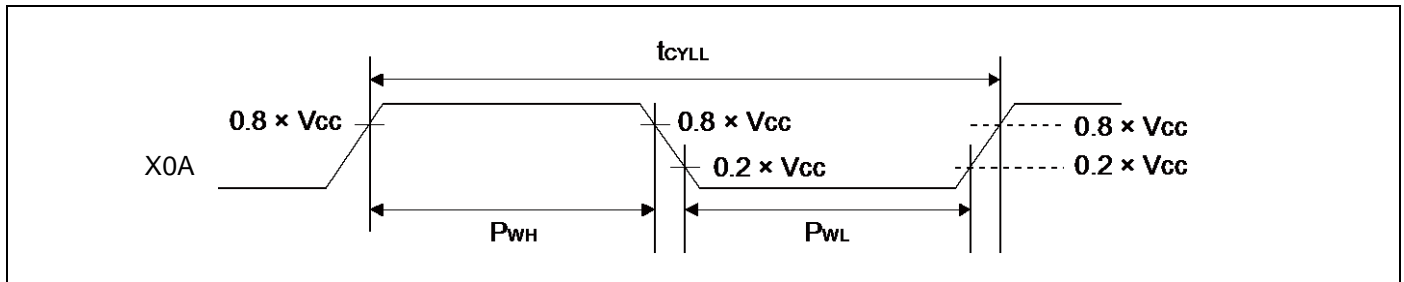 tCYLL
0.8 × Vcc
0.8 × Vcc
0.8 × Vcc
X0A
0.2 × Vcc
0.2 × Vcc
PWH
PWL